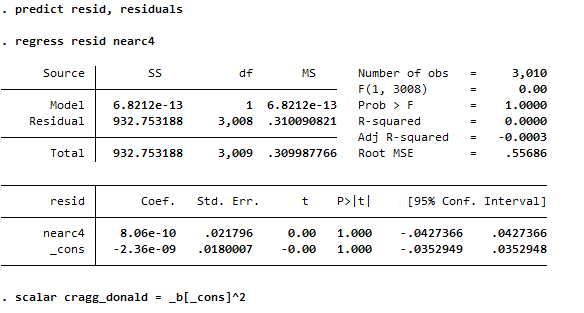 . predict resid, residuals
. regress resid nearc4
Source SS df MS Number of obs = 3,010
F(1, 3008) = 0.00
Model 6.8212e-13 1 6.8212e-13 Prob > F = 1.0000
Residual 932.753188 3,008 .310090821 R-squared = 0.0000
Adj R-squared = -0.0003
Total 932.753188 3,009 .309987766 Root MSE = .55686
resid Coef. Std. Err. t P>|t| [95% Conf. Interval]
nearc4 8.06e-10 .021796 0.00 1.000 -.0427366 .0427366
_cons -2.36e-09 .0180007 -0.00 1.000 -.0352949 .0352948
. scalar cragg_donald = _b[_cons]^2